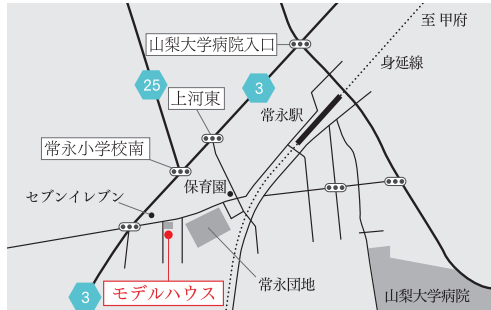 至 甲府
山梨大学病院入口
身延線
25
3
上河東
常永駅
常永小学校南
保育園
セブンイレブン
常永団地
モデルハウス
3
山梨大学病院